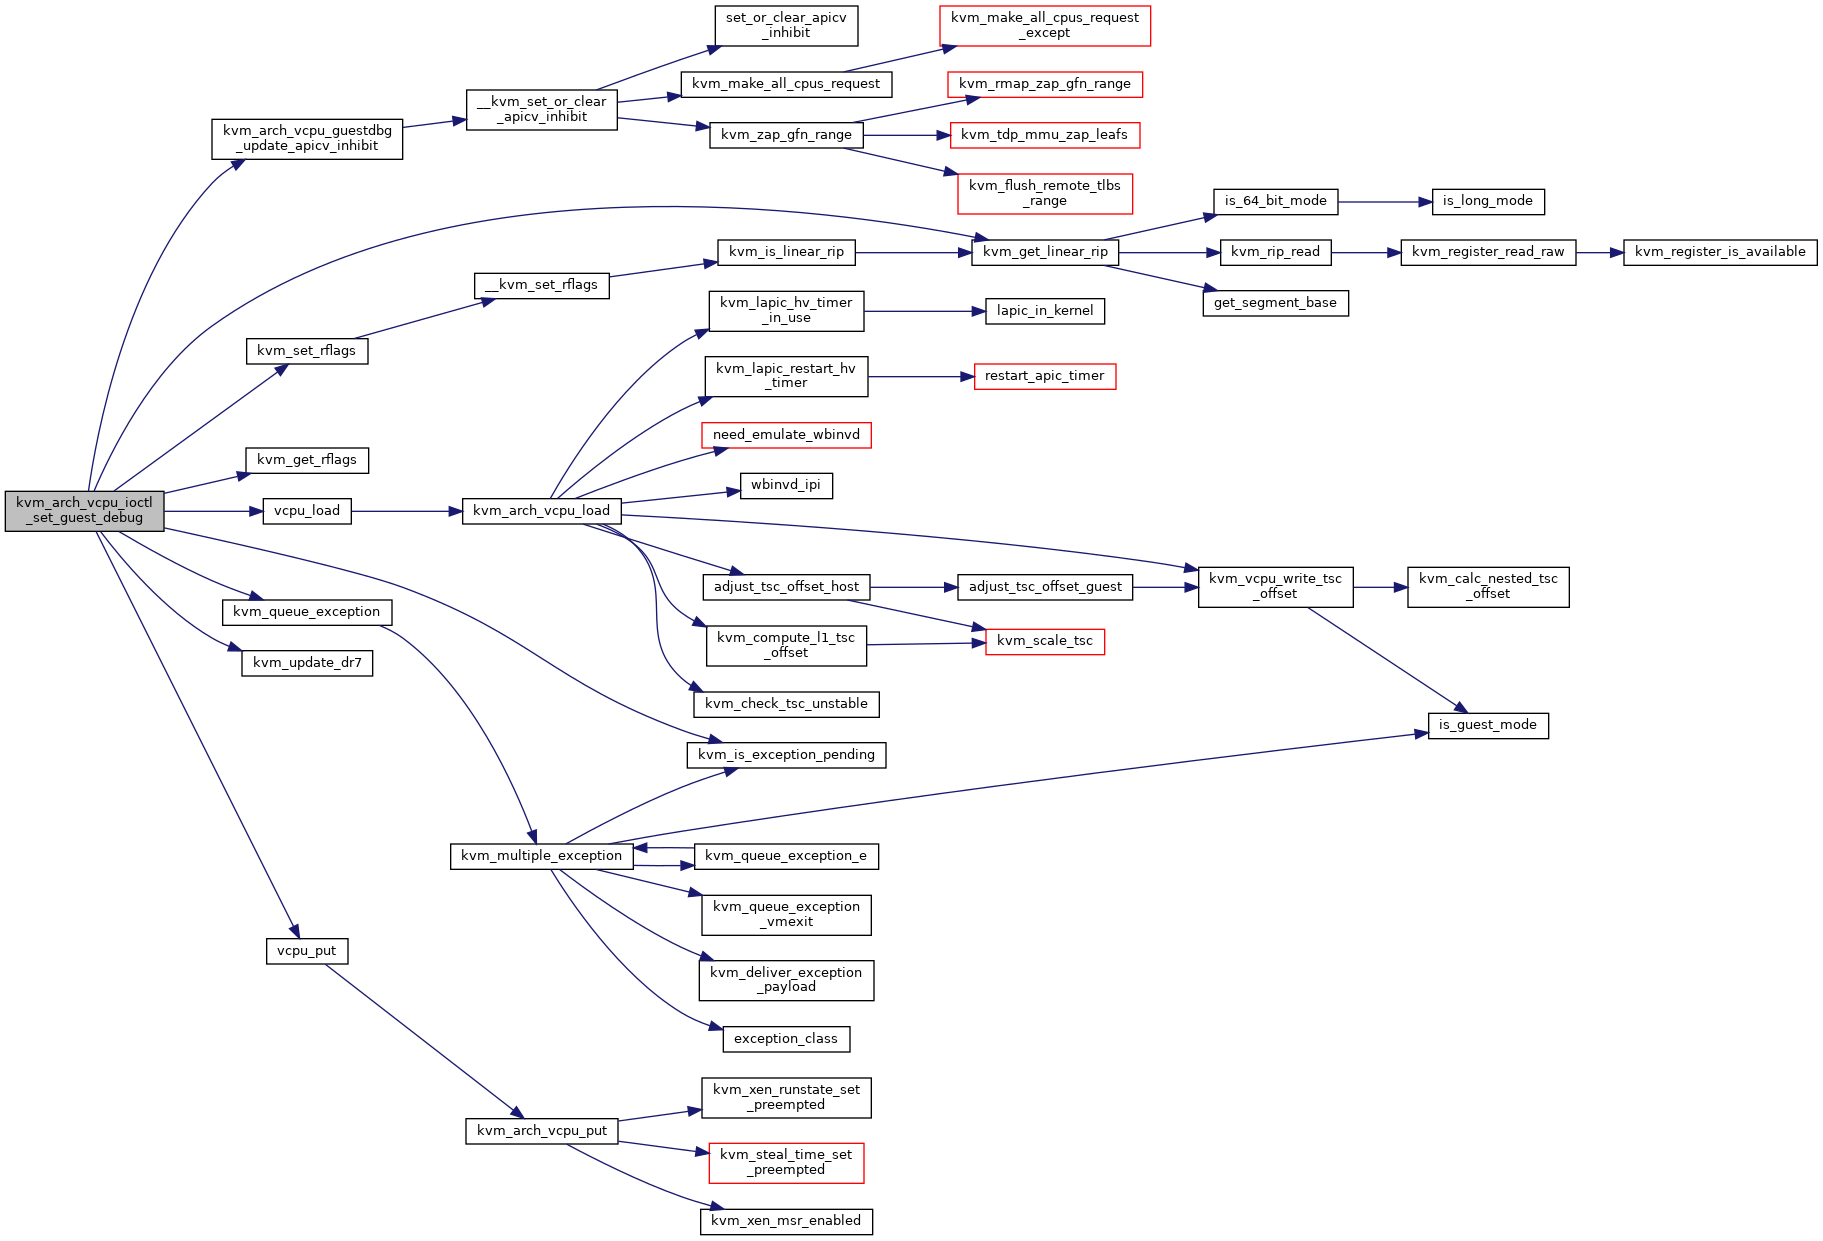 set_or_clear_apicv
_inhibit
kvm_make_all_cpus_request
_except
kvm_make_all_cpus_request
kvm_rmap_zap_gfn_range
__kvm_set_or_clear
_apicv_inhibit
kvm_arch_vcpu_guestdbg
_update_apicv_inhibit
kvm_zap_gfn_range
kvm_tdp_mmu_zap_leafs
kvm_flush_remote_tlbs
_range
is_64_bit_mode
is_long_mode
kvm_is_linear_rip
kvm_get_linear_rip
kvm_rip_read
kvm_register_read_raw
kvm_register_is_available
__kvm_set_rflags
get_segment_base
kvm_lapic_hv_timer
_in_use
lapic_in_kernel
kvm_set_rflags
kvm_lapic_restart_hv
_timer
restart_apic_timer
need_emulate_wbinvd
kvm_get_rflags
wbinvd_ipi
kvm_arch_vcpu_ioctl
_set_guest_debug
vcpu_load
kvm_arch_vcpu_load
adjust_tsc_offset_host
adjust_tsc_offset_guest
kvm_vcpu_write_tsc
_offset
kvm_calc_nested_tsc
_offset
kvm_queue_exception
kvm_compute_l1_tsc
_offset
kvm_scale_tsc
kvm_update_dr7
kvm_check_tsc_unstable
is_guest_mode
kvm_is_exception_pending
kvm_multiple_exception
kvm_queue_exception_e
kvm_queue_exception
_vmexit
vcpu_put
kvm_deliver_exception
_payload
exception_class
kvm_xen_runstate_set
_preempted
kvm_arch_vcpu_put
kvm_steal_time_set
_preempted
kvm_xen_msr_enabled